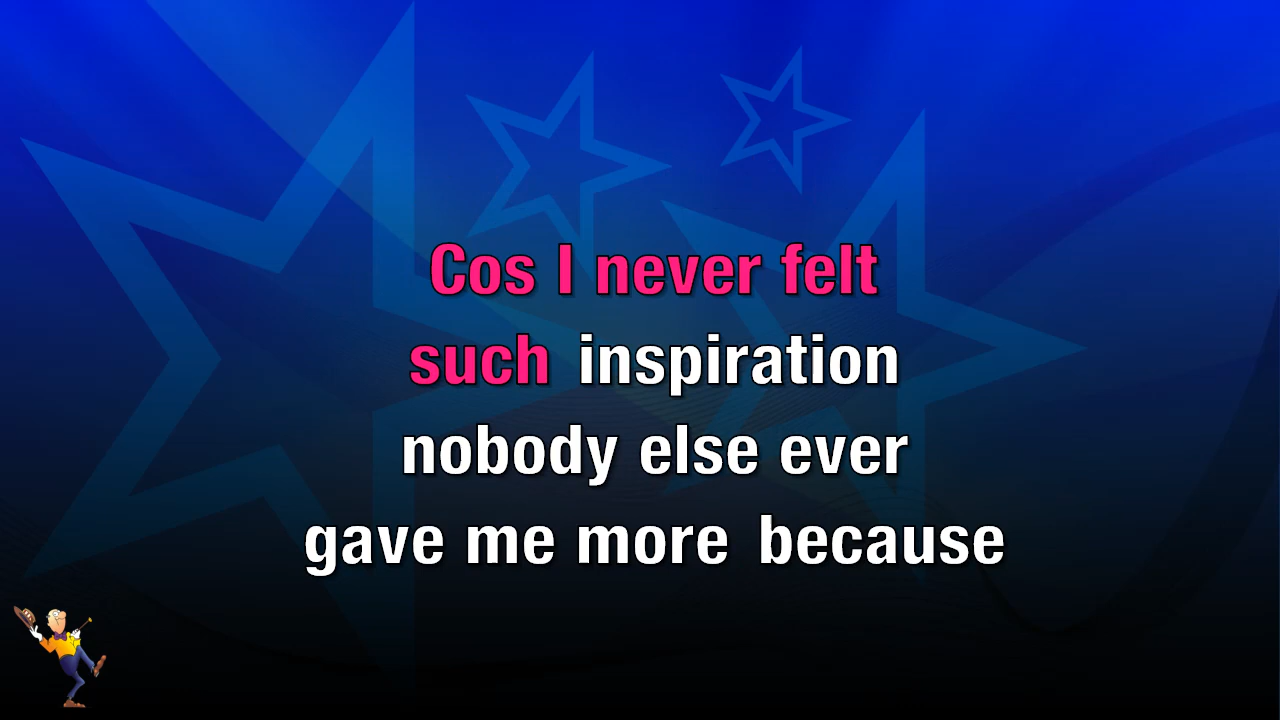 Cos I never felt
such inspiration
nobody else ever
gave me more because